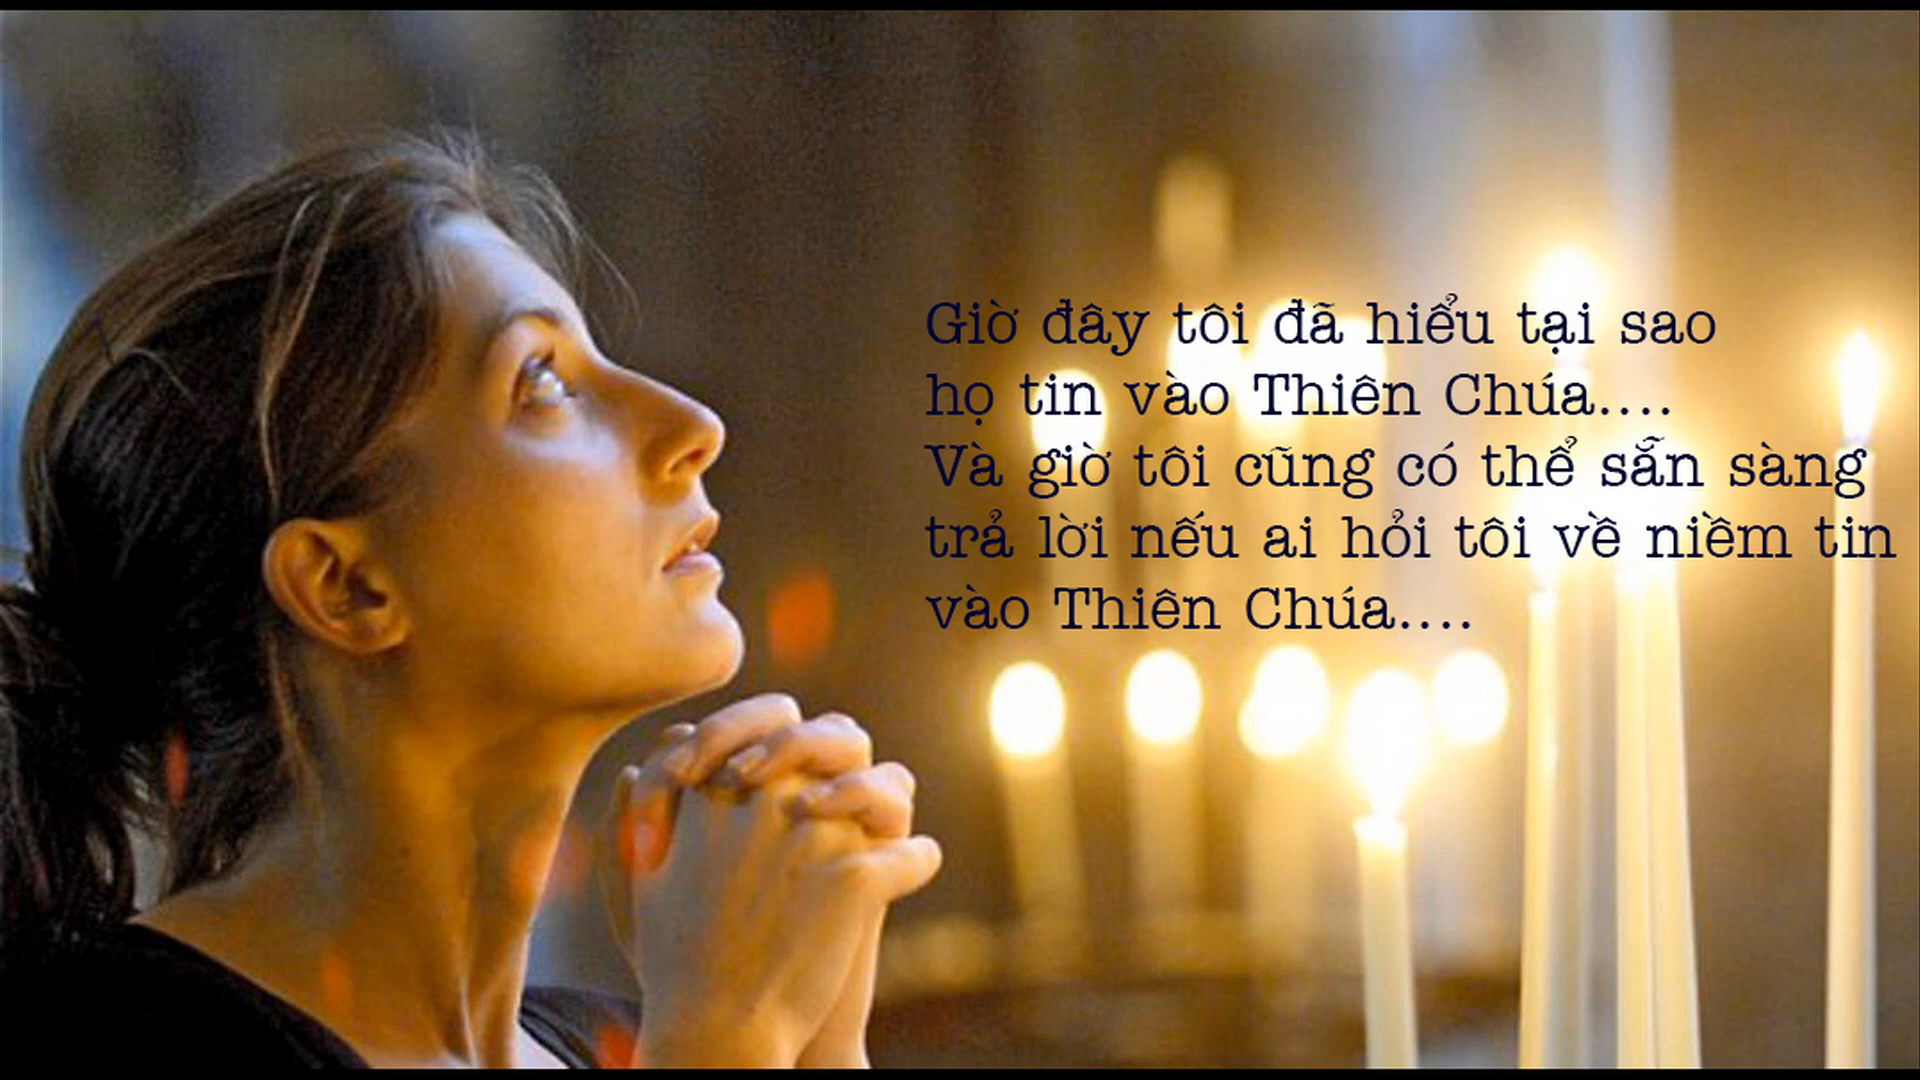 Giờ đây tôi đã hiểu tại sao
họ tin vào Thiên Chúa....
Và giờ tôi cũng có thể sẵn sàng
trả lời nếu ai hỏi tôi về niềm tin
vào Thiên Chúa....